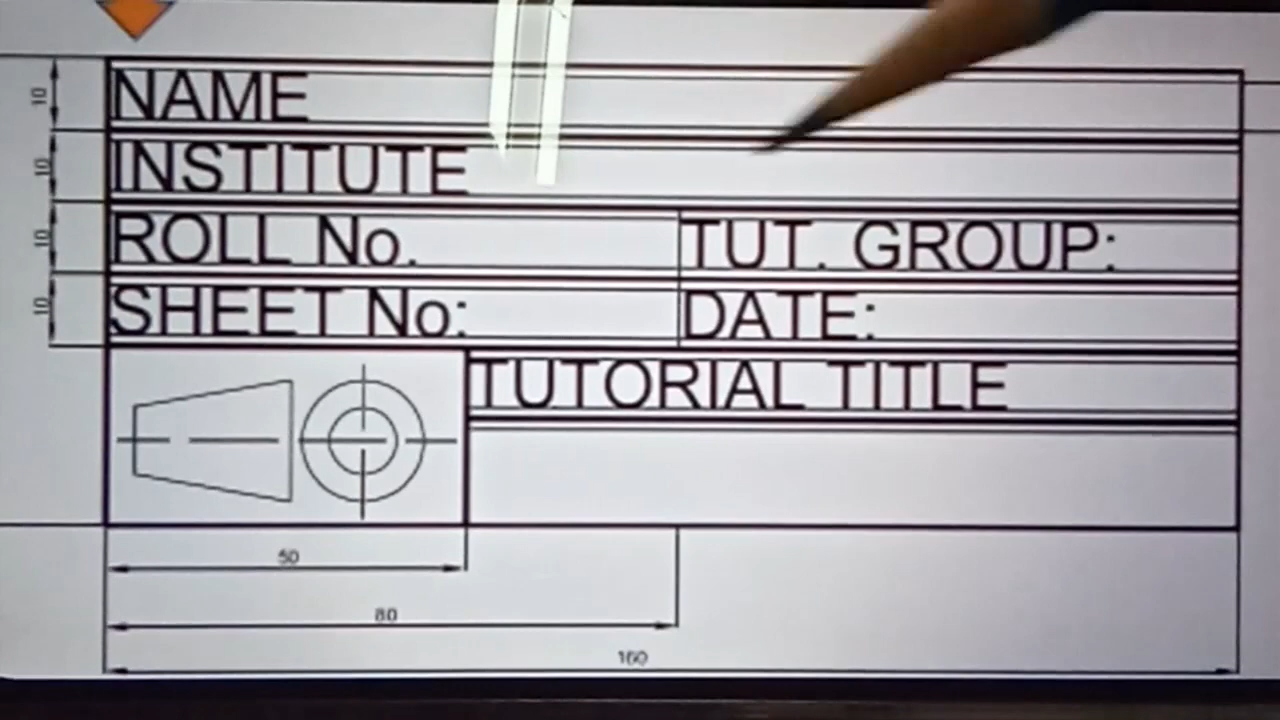 NAME
10
INSTITUTE
10
ROLL No. TUT. GROUP:
10
SHEET No: DATE:
10
TUTORIAL TITLE
50
80
160